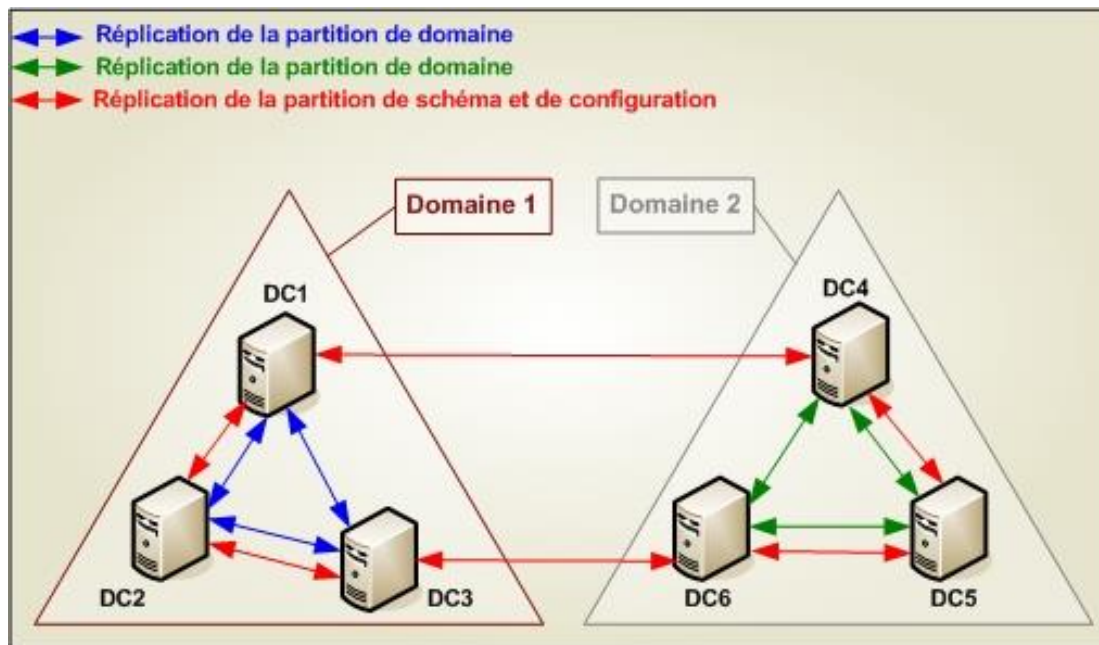 Réplication de la partition de domaine
Réplication de la partition de domaine
Réplication de la partition de schéma et de configuration
Domaine 1
Domaine 2
DC1
DC4
DC2
DC3
DC6
DC5